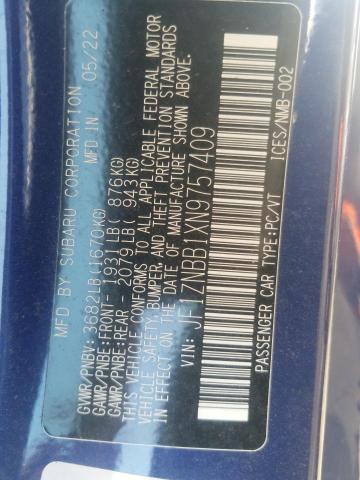 MFD BY SUBARU CORPORATION 05/22
GVWR/PNBV: 3682LB(1670KG)
GAWR/PNBE:FRONT- 1931LB( 876KG)
GAWR/PNBE:REAR - 2079LB( 943KG)
THIS VEHICLE CONFORMS TO ALL APPLICABLE FEDERAL MOTOR
VEHICLE SAFETY, BUMPER, AND THEFT PREVENTION STANDARDS
IN EFFECT ON THE DATE OF MANUFACTURE SHOWN ABOVE.
VIN: JF1ZNBB1XN9757409
PASSENGER CAR TYPE:PC/VT ICES/NMB-002